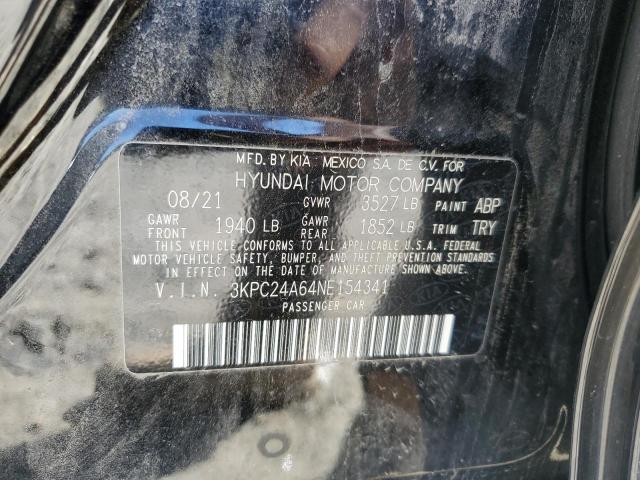 MFD. BY KIA MEXICO S.A. DE C.V. FOR
HYUNDAI MOTOR COMPANY
08/21 GVWR 3527 LB PAINT ABP
GAWR FRONT 1940 LB GAWR REAR 1852 LB TRIM TRY
THIS VEHICLE CONFORMS TO ALL APPLICABLE U.S.A. FEDERAL
MOTOR VEHICLE SAFETY, BUMPER, AND THEFT PREVENTION STANDARDS
IN EFFECT ON THE DATE OF MANUFACTURE SHOWN ABOVE.
V.I.N. 3KPC24A64NE154341
PASSENGER CAR